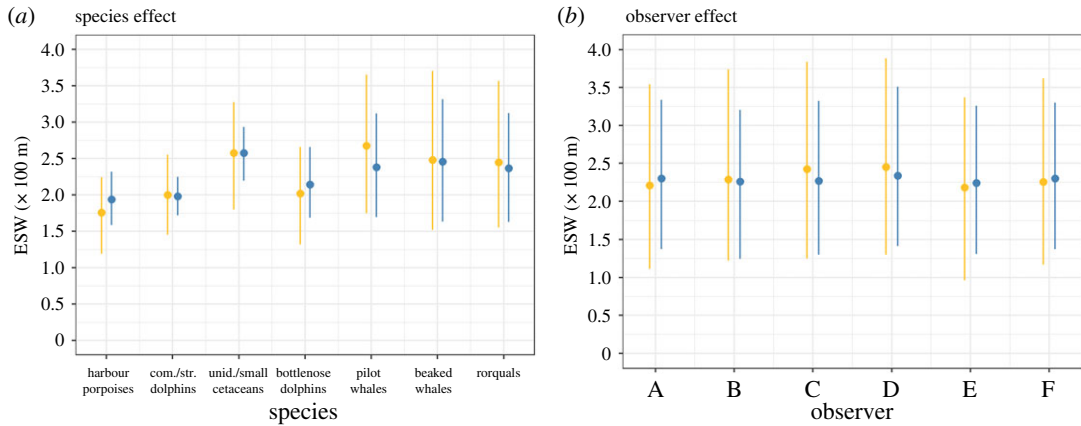 (a) species effect
4.0
3.5
3.0
2.5
2.0
1.5
1.0
0.5
0
ESW (× 100 m)
harbour porpoises
com./str. dolphins
unid./small cetaceans
bottlenose dolphins
pilot whales
beaked whales
rorquals
species
(b) observer effect
4.0
3.5
3.0
2.5
2.0
1.5
1.0
0.5
0
ESW (× 100 m)
A B C D E F
observer